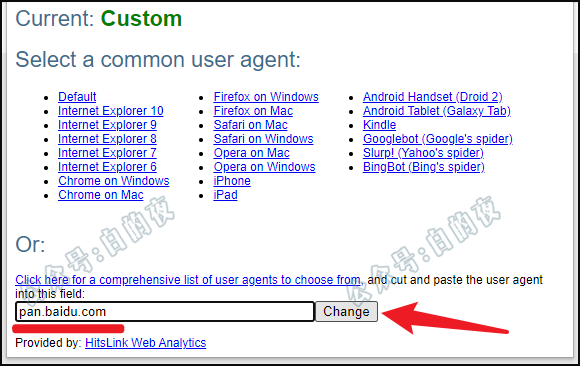 Current: Custom
Select a common user agent:
Default
Internet Explorer 10
Internet Explorer 9
Internet Explorer 8
Internet Explorer 7
Internet Explorer 6
Chrome on Windows
Chrome on Mac
Firefox on Windows
Firefox on Mac
Safari on Mac
Safari on Windows
Opera on Mac
Opera on Windows
iPhone
iPad
Android Handset (Droid 2)
Android Tablet (Galaxy Tab)
Kindle
Googlebot (Google's spider)
Slurp! (Yahoo's spider)
BingBot (Bing's spider)
Or:
Click here for a comprehensive list of user agents to choose from, and cut and paste the user agent
into this field:
pan.baidu.com Change
Provided by: HitsLink Web Analytics
公众号:白的夜
公众号:白的夜